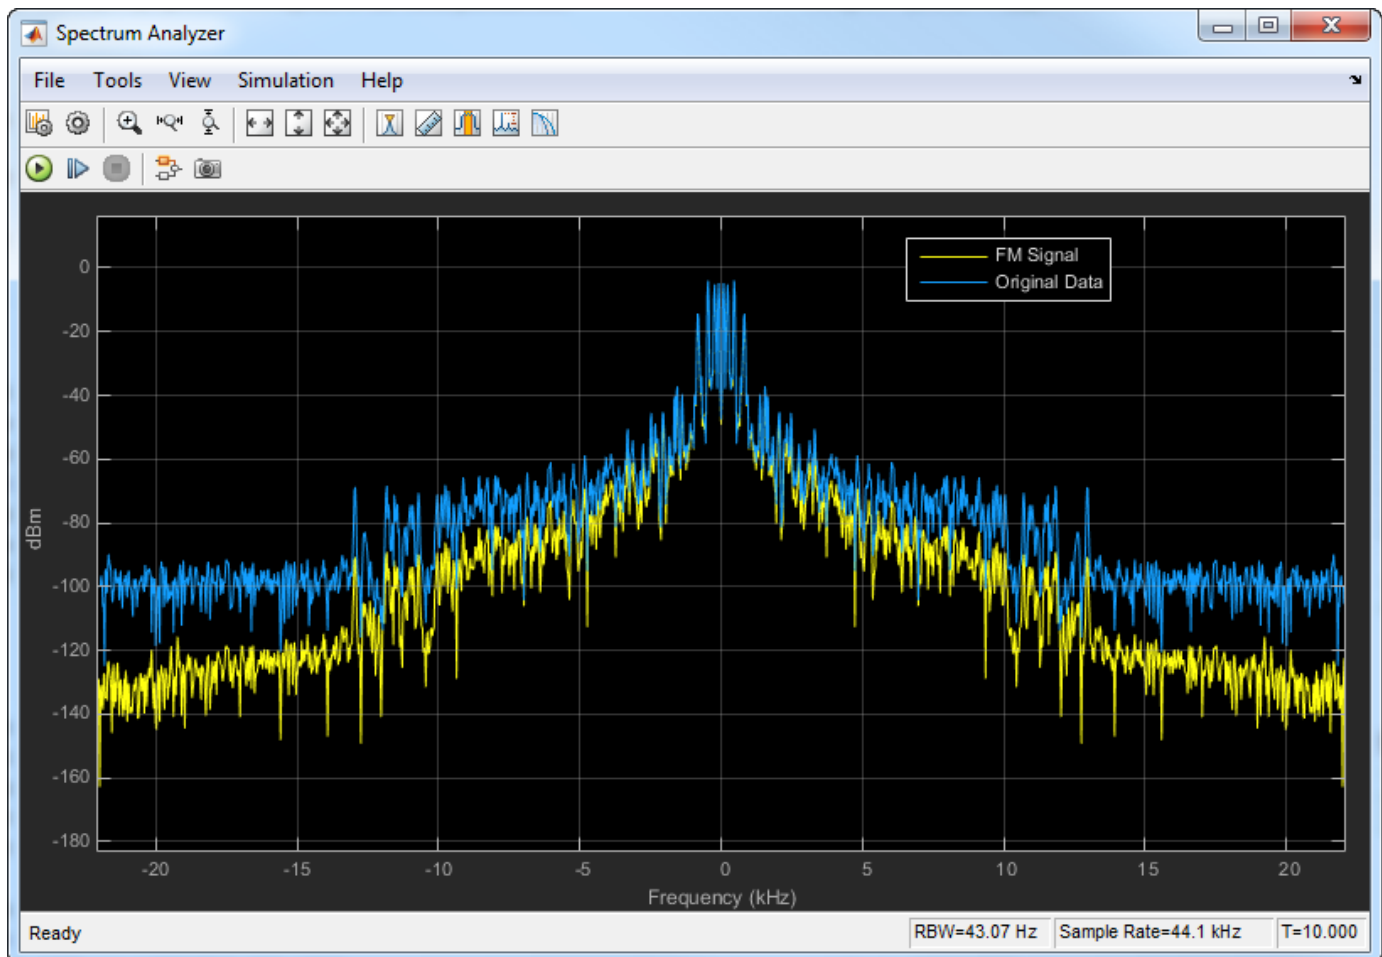 Spectrum Analyzer
File Tools View Simulation Help
FM Signal
Original Data
0
-20
-40
-60
-80
-100
-120
-140
-160
-180
dBm
-20 -15 -10 -5 0 5 10 15 20
Frequency (kHz)
Ready RBW=43.07 Hz Sample Rate=44.1 kHz T=10.000